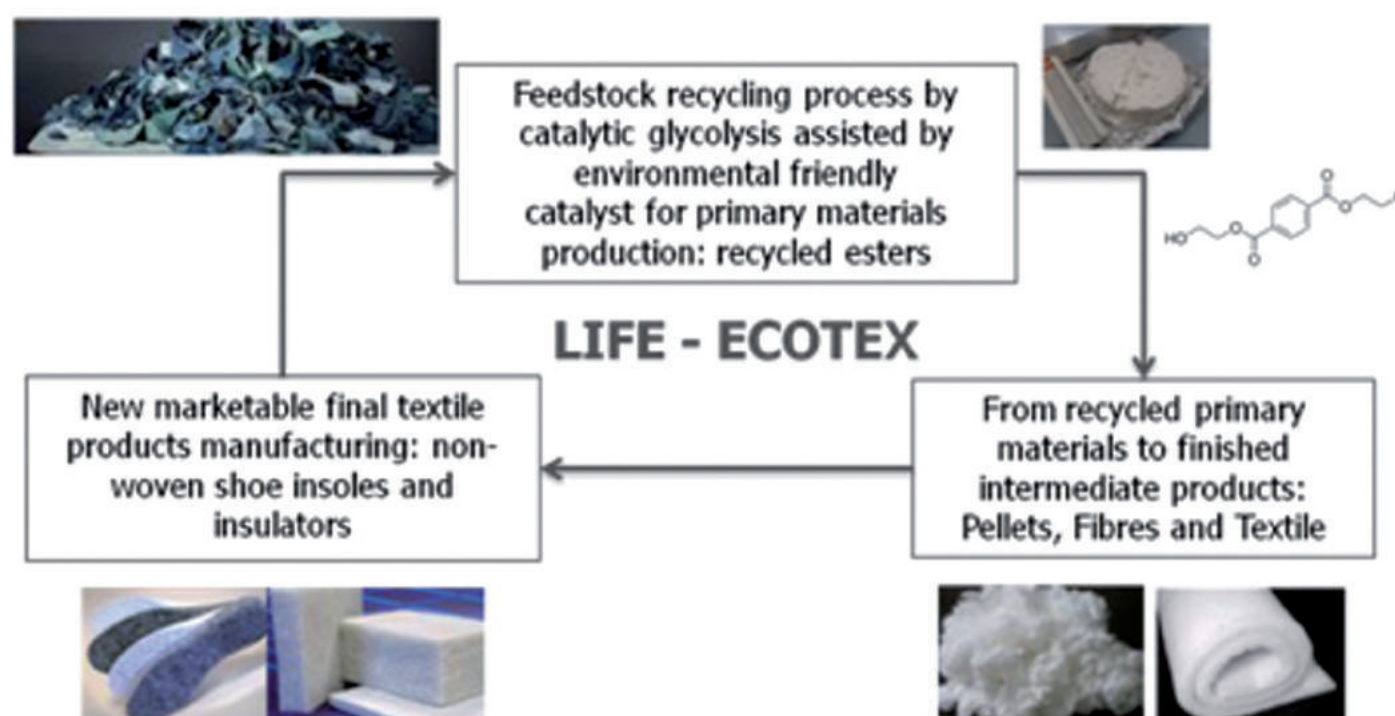 Feedstock recycling process by
catalytic glycolysis assisted by
environmental friendly
catalyst for primary materials
production: recycled esters
HO
O
O
O
O
LIFE - ECOTEX
New marketable final textile
products manufacturing: non-
woven shoe insoles and
insulators
From recycled primary
materials to finished
intermediate products:
Pellets, Fibres and Textile